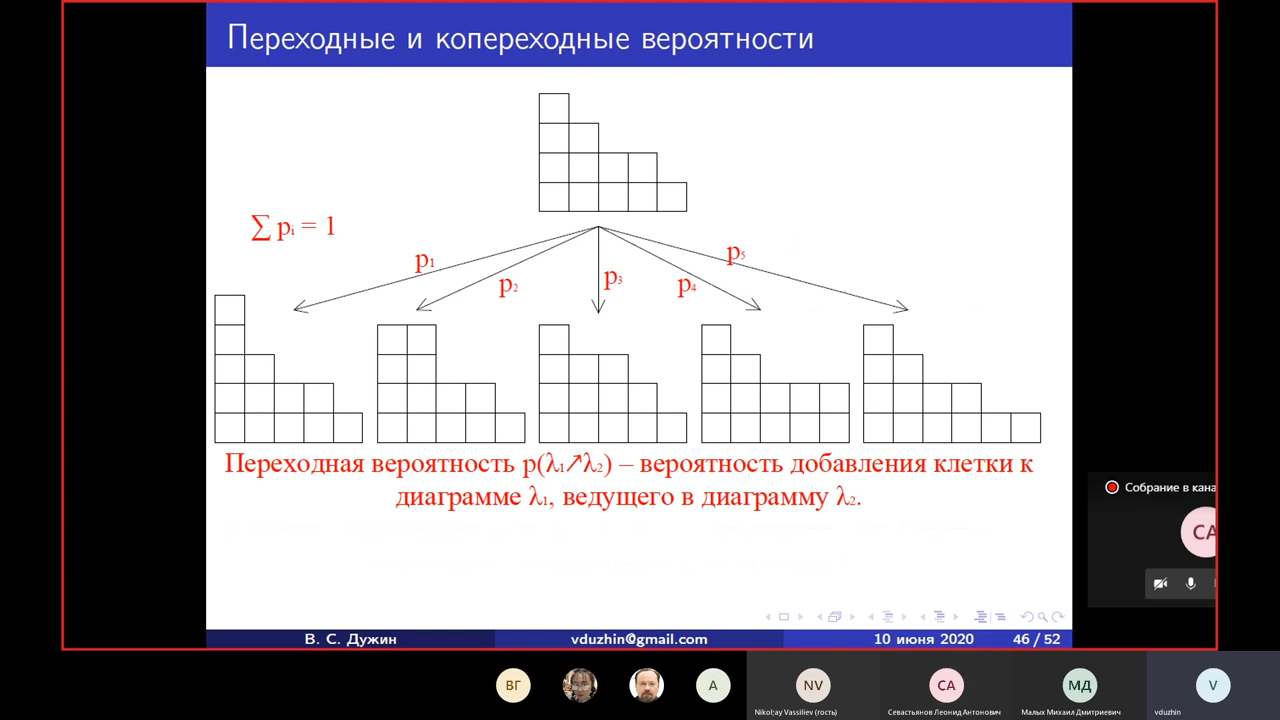 Переходные и копереходные вероятности
∑ pᵢ = 1
p₁
p₂
p₃
p₄
p₅
Переходная вероятность p(λ₁↗λ₂) – вероятность добавления клетки к
диаграмме λ₁, ведущего в диаграмму λ₂.
Собрание в кана
СА
В. С. Дужин
vduzhin@gmail.com
10 июня 2020
46 / 52
ВГ
А
NV
СА
МД
V
Nikol;ay Vassiliev (гость)
Севастьянов Леонид Антонович
Малых Михаил Дмитриевич
vduzhin